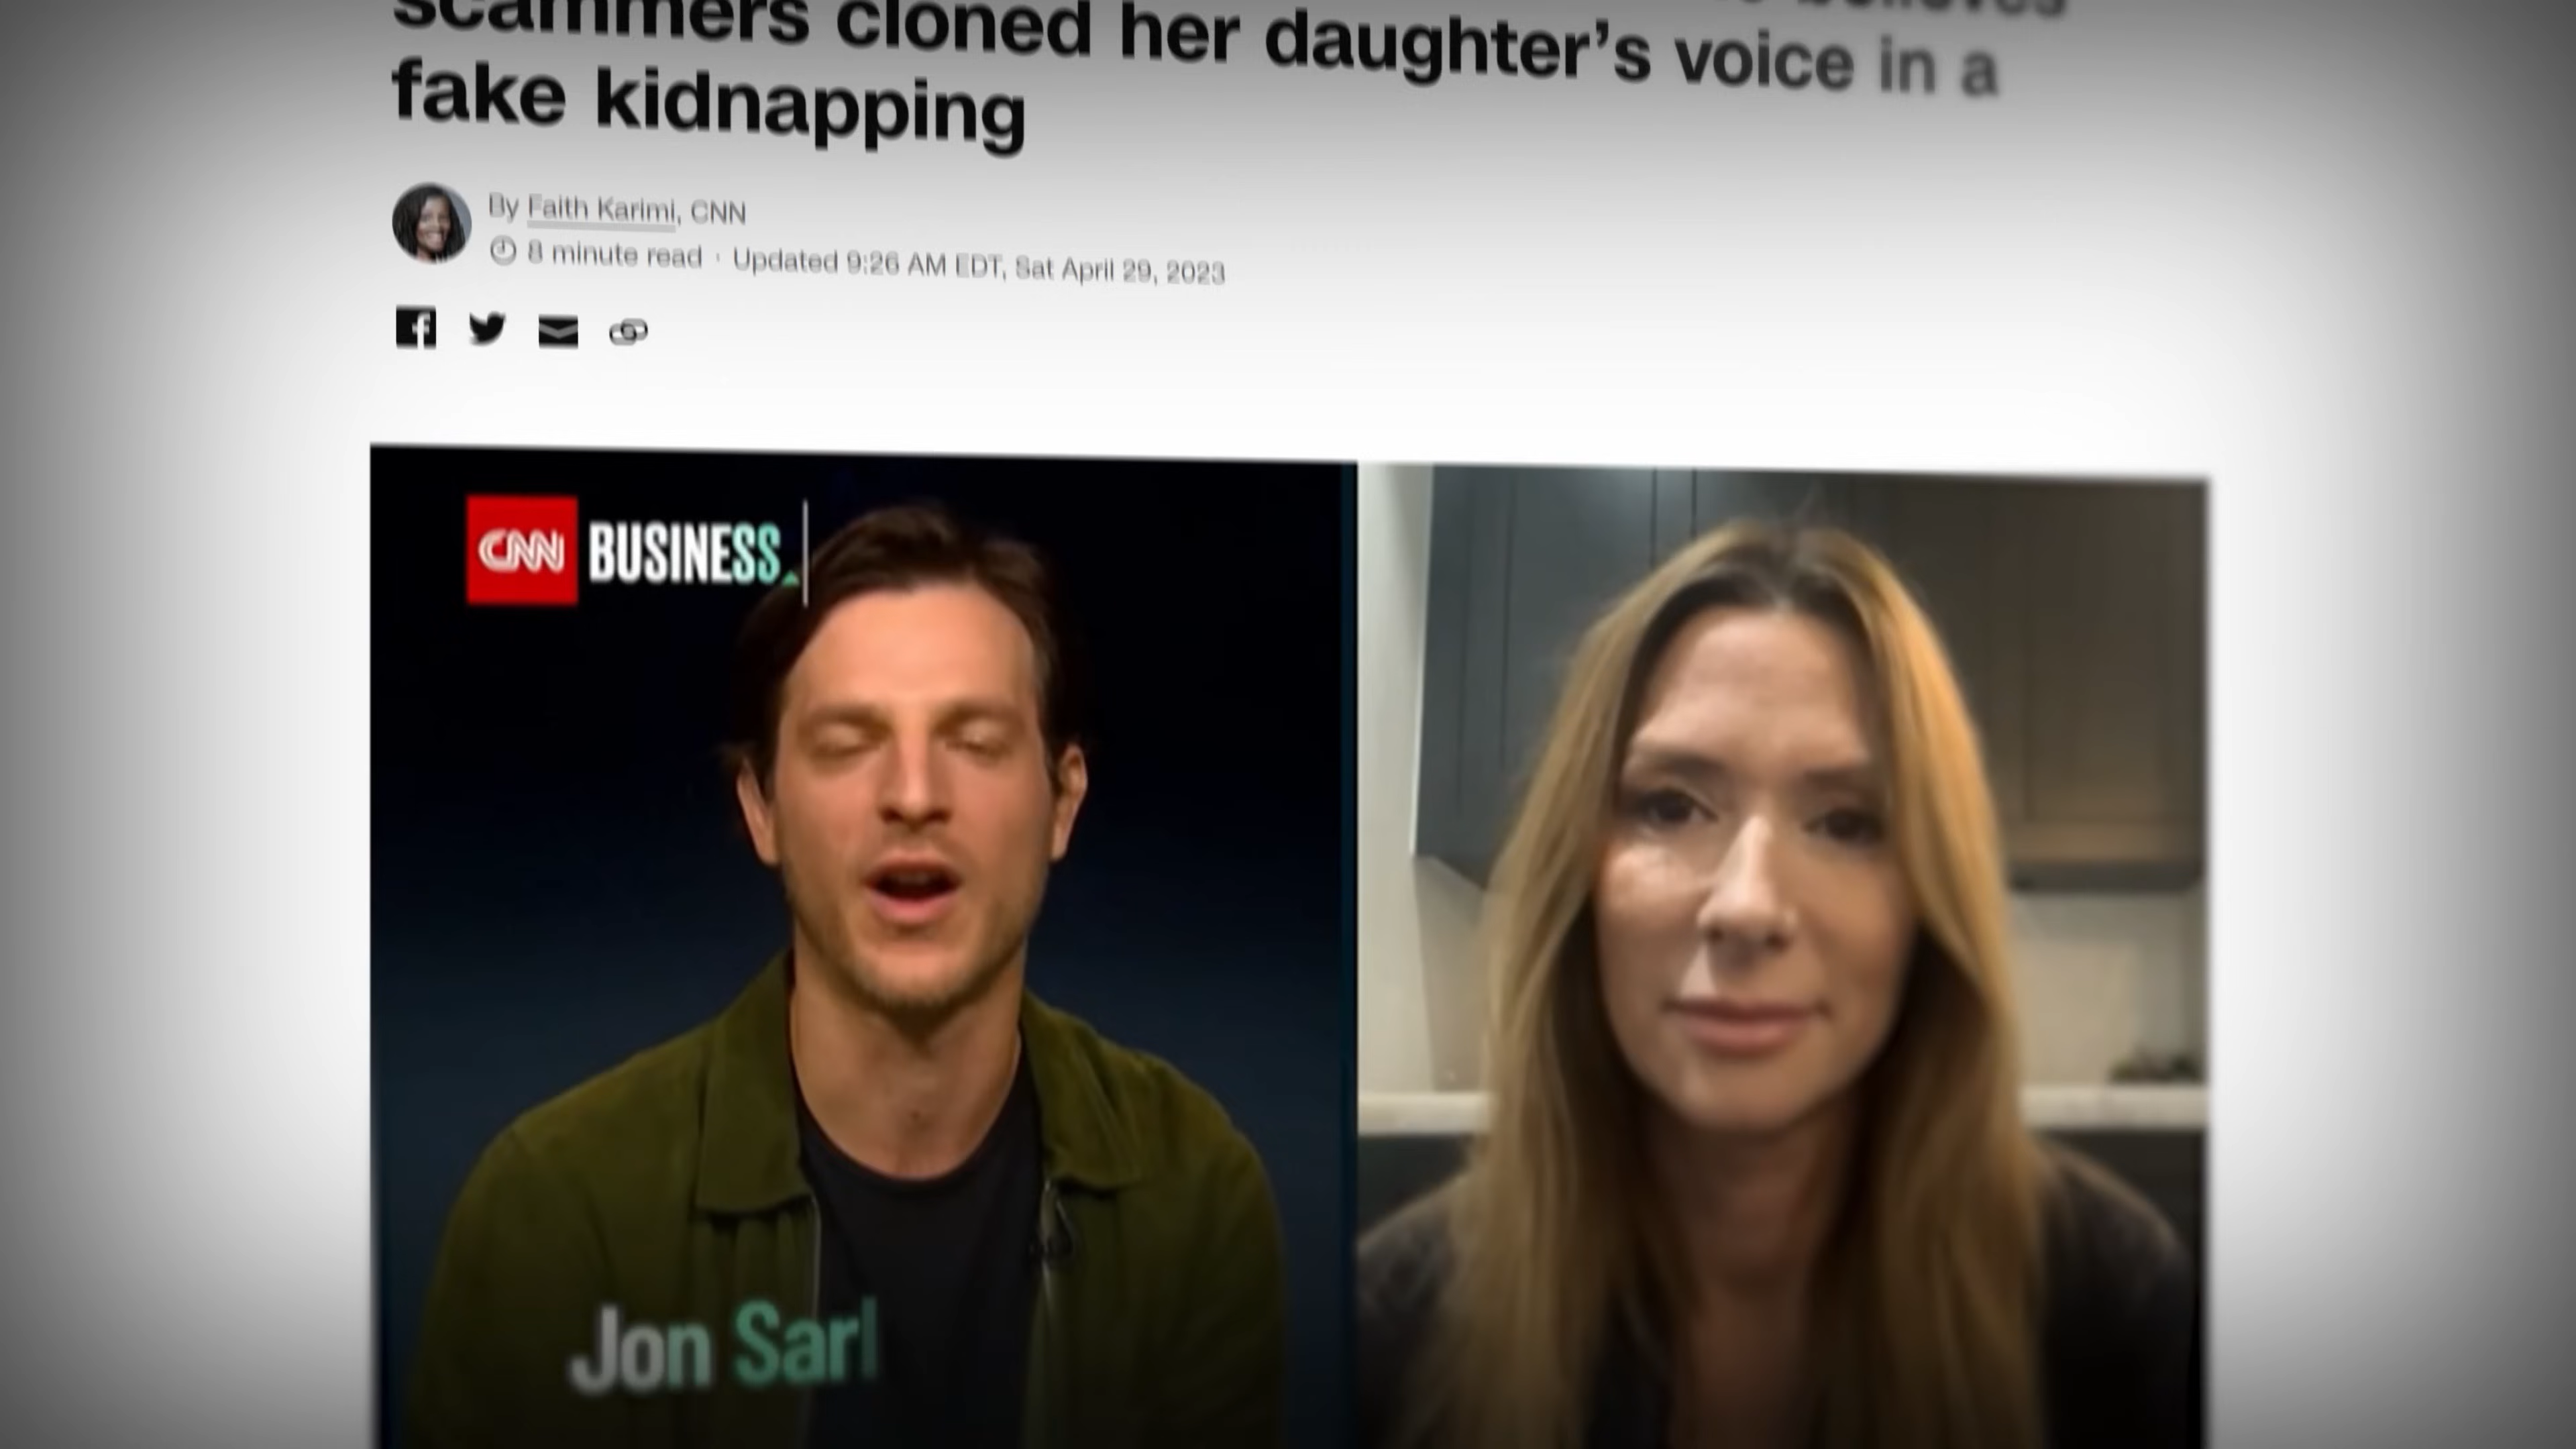 believes
scammers cloned her daughter's voice in a
fake kidnapping
By Faith Karimi, CNN
8 minute read · Updated 9:26 AM EDT, Sat April 29, 2023
CNN BUSINESS
Jon Sarl